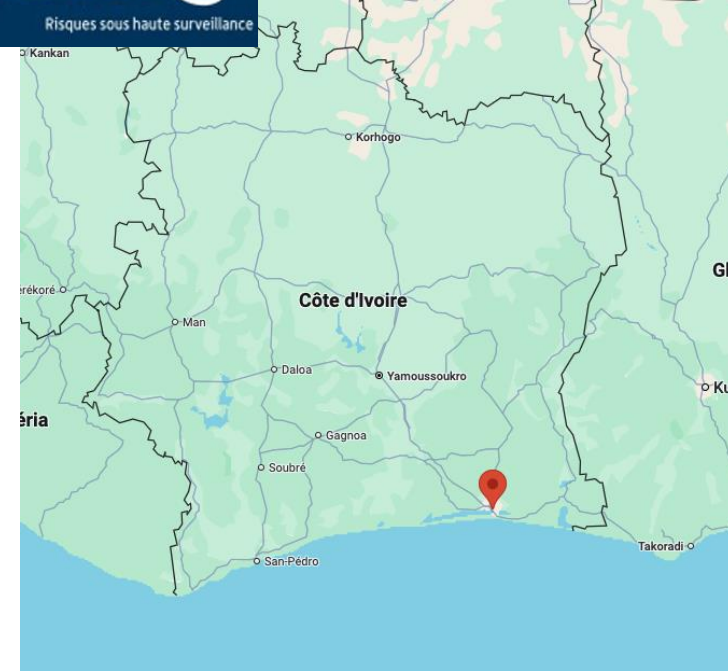 Risques sous haute surveillance
Kankan
Korhogo
Côte d'Ivoire
Man
Daloa
Yamoussoukro
Gagnoa
Soubré
San-Pédro
Takoradi